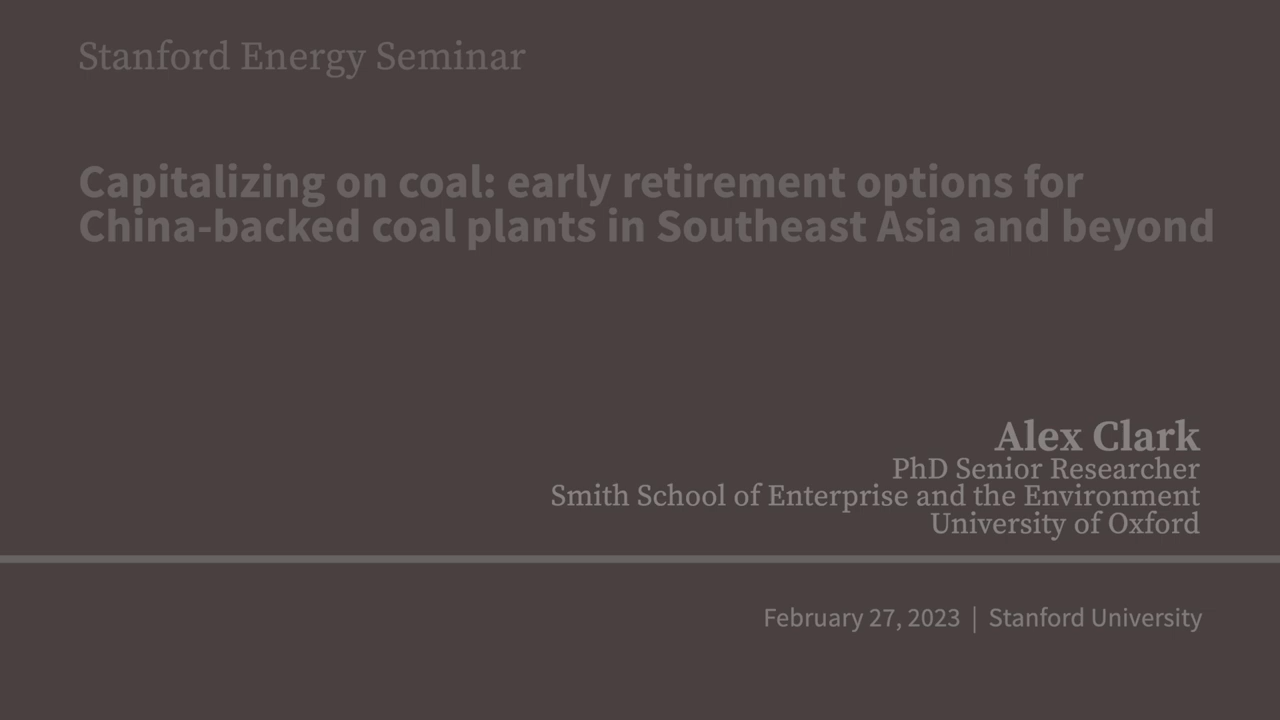 Stanford Energy Seminar
Capitalizing on coal: early retirement options for
China-backed coal plants in Southeast Asia and beyond
Alex Clark
PhD Senior Researcher
Smith School of Enterprise and the Environment
University of Oxford
February 27, 2023 | Stanford University